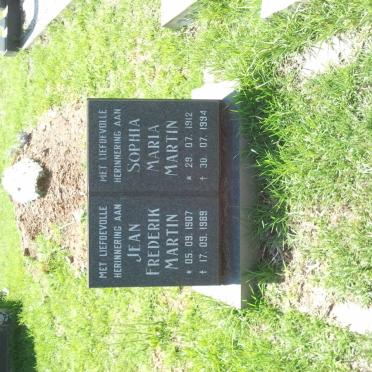 MET LIEFDEVOLLE
HERINNERING AAN
JEAN
FREDERIK
MARTIN
* 05. 09. 1907
† 17. 09. 1989
MET LIEFDEVOLLE
HERINNERING AAN
SOPHIA
MARIA
MARTIN
* 29. 07. 1912
† 30. 07. 1994